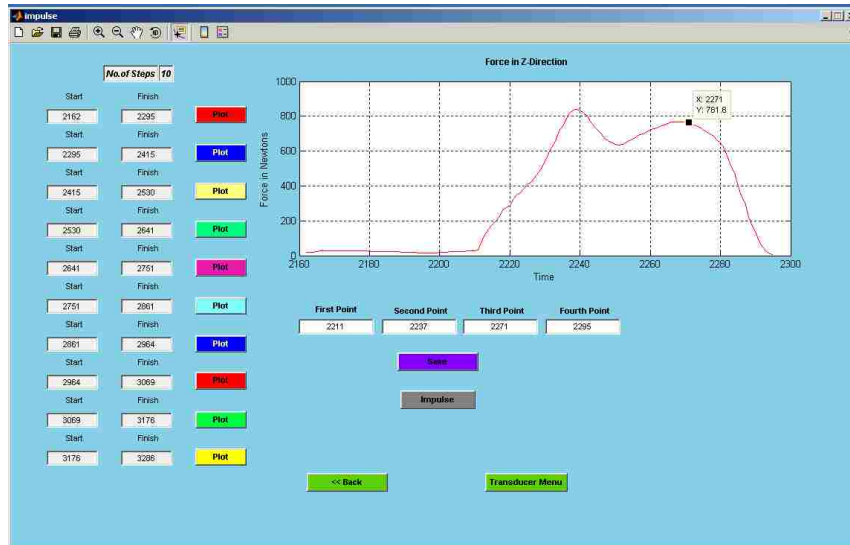 impulse
No.of Steps 10
Start Finish
2162 2295 Plot
Start Finish
2295 2415 Plot
Start Finish
2415 2530 Plot
Start Finish
2530 2641 Plot
Start Finish
2641 2751 Plot
Start Finish
2751 2861 Plot
Start Finish
2861 2964 Plot
Start Finish
2964 3069 Plot
Start Finish
3069 3176 Plot
Start Finish
3176 3286 Plot
Force in Z-Direction
Force in Newtons
1000
800
600
400
200
0
X: 2271
Y: 761.6
2160 2180 2200 2220 2240 2260 2280 2300
Time
First Point Second Point Third Point Fourth Point
2211 2237 2271 2295
Save
Impulse
<< Back Transducer Menu